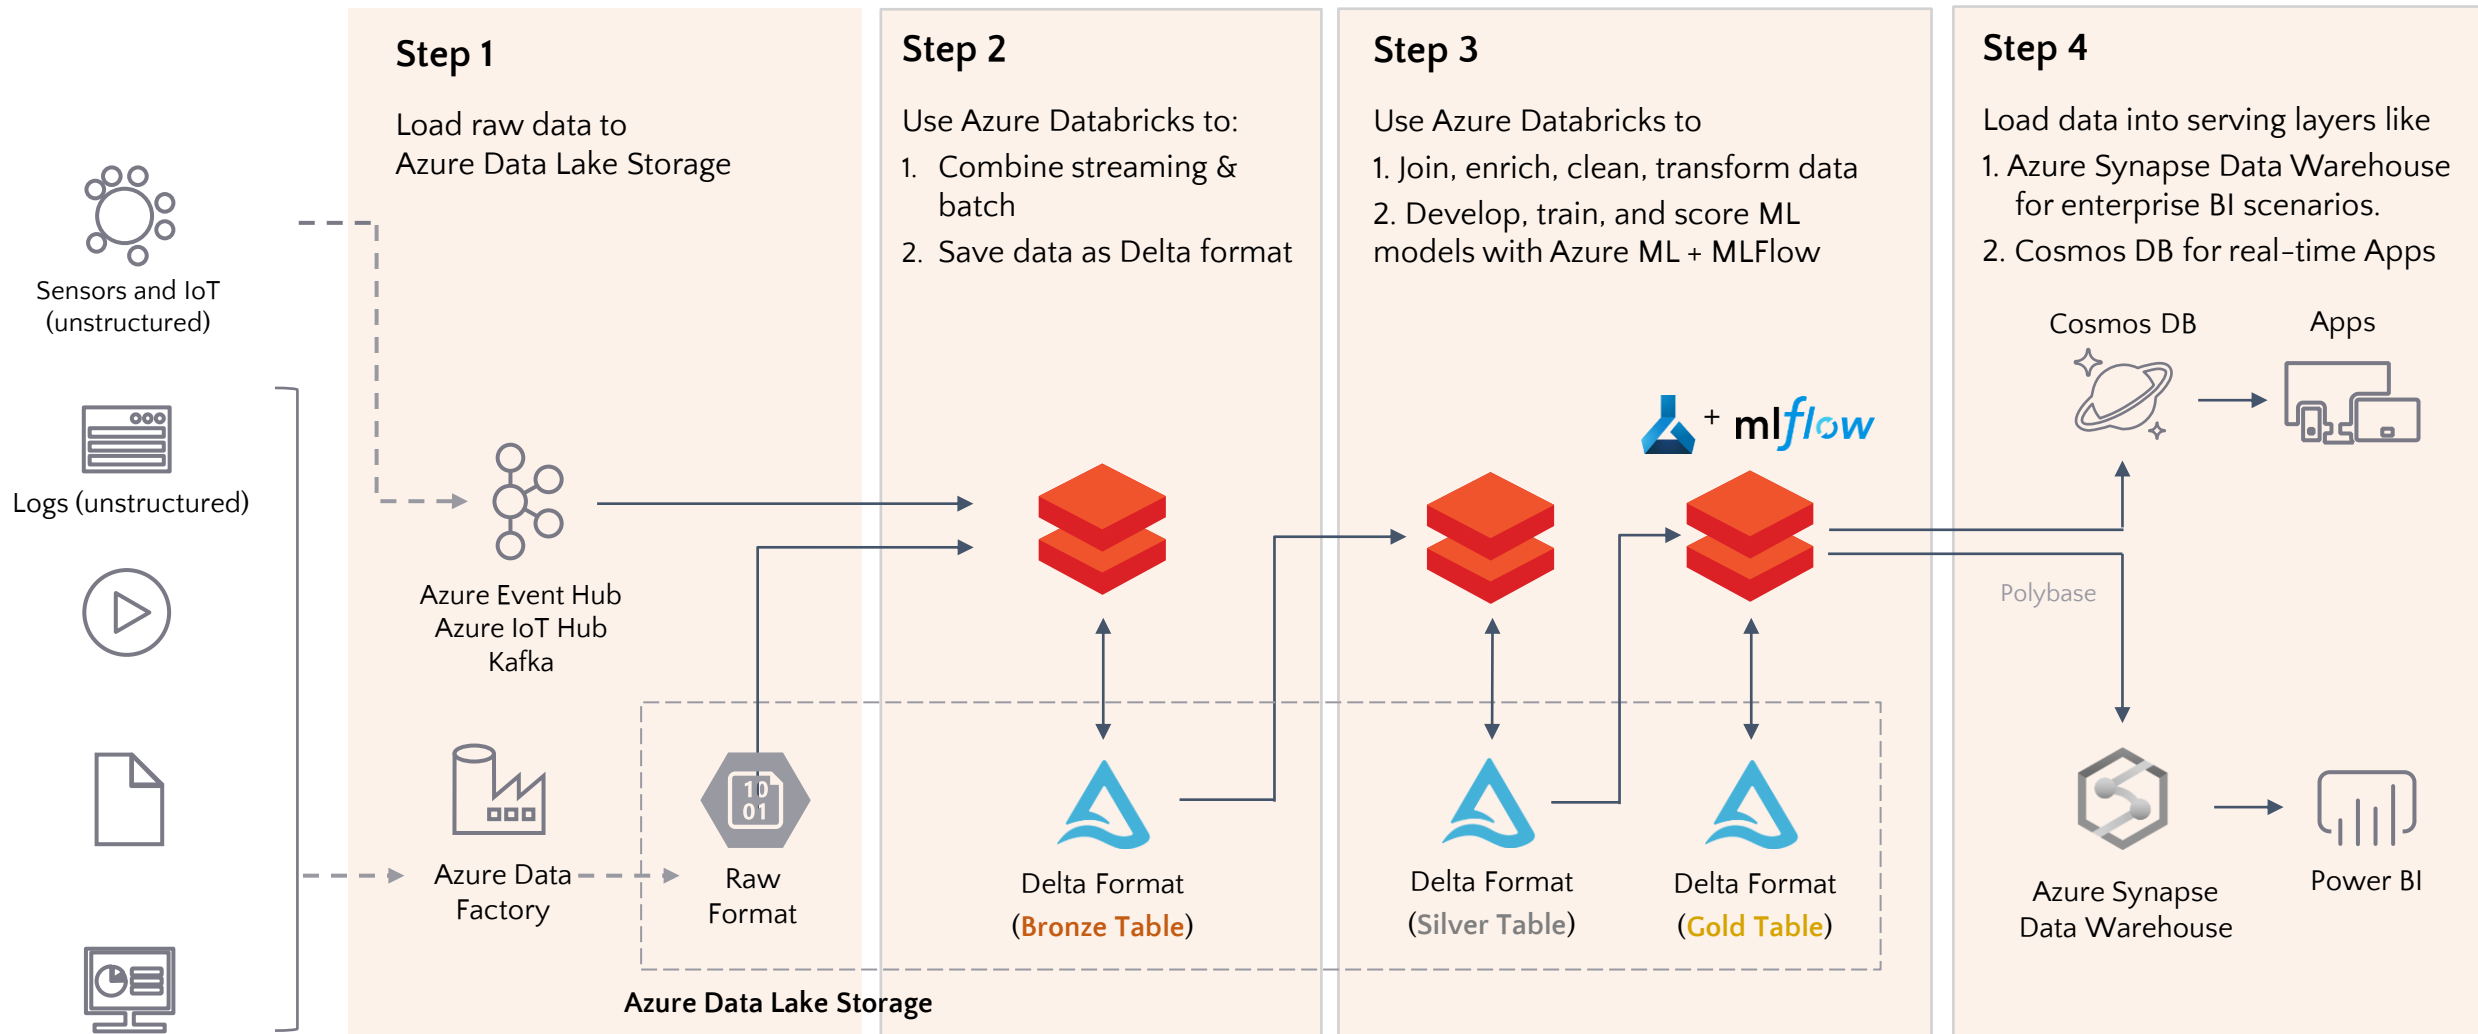 Step 1
Load raw data to
Azure Data Lake Storage
Step 2
Use Azure Databricks to:
1. Combine streaming &
batch
2. Save data as Delta format
Step 3
Use Azure Databricks to
1. Join, enrich, clean, transform data
2. Develop, train, and score ML
models with Azure ML + MLFlow
Step 4
Load data into serving layers like
1. Azure Synapse Data Warehouse
for enterprise BI scenarios.
2. Cosmos DB for real-time Apps
Sensors and IoT
(unstructured)
Logs (unstructured)
Azure Event Hub
Azure IoT Hub
Kafka
Azure Data
Factory
10
01
Raw
Format
Delta Format
(Bronze Table)
+ mlflow
Delta Format
(Silver Table)
Delta Format
(Gold Table)
Azure Data Lake Storage
Cosmos DB
Apps
Polybase
Azure Synapse
Data Warehouse
Power BI